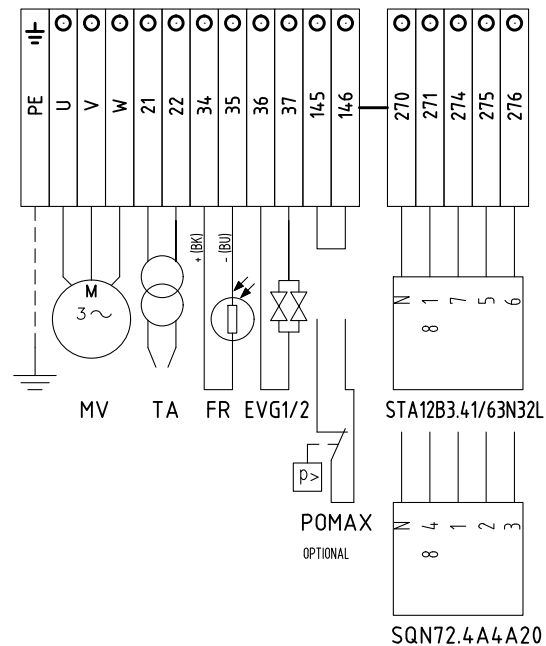 PE U V W 21 22 34 35 36 37 145 146 270 271 274 275 276
+ (BK) - (BU)
M
3~
N 1 7 5 6
8
MV TA FR EVG1/2 STA12B3.41/63N32L
p>
N 4 1 2 3
8
POMAX
OPTIONAL
SQN72.4A4A20